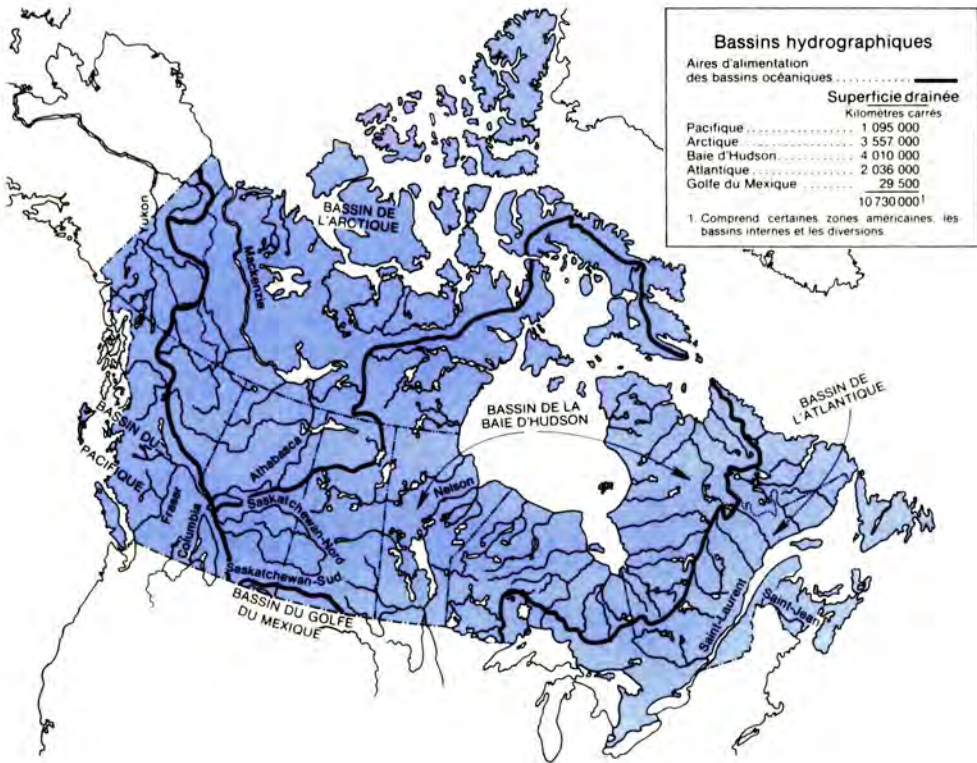 Bassins hydrographiques
Aires d'alimentation
des bassins océaniques
Superficie drainée
Kilomètres carrés
Pacifique 1 095 000
Arctique 3 557 000
Baie d'Hudson 4 010 000
Atlantique 2 036 000
Golfe du Mexique 29 500
10 730 000¹
1. Comprend certaines zones américaines, les
bassins internes et les diversions
Yukon
Mackenzie
BASSIN DE
L'ARCTIQUE
BASSIN DE
L'ATLANTIQUE
BASSIN DE LA
BAIE D'HUDSON
BASSIN DU
PACIFIQUE
Athabasca
Nelson
Saskatchewan-Nord
Fraser
Columbia
Saskatchewan-Sud
BASSIN DU GOLFE
DU MEXIQUE
Saint-Laurent
Saint-Jean